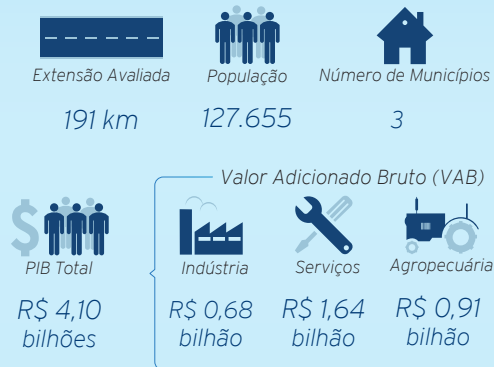 Extensão Avaliada
População
Número de Municípios
191 km
127.655
3
Valor Adicionado Bruto (VAB)
$
PIB Total
Indústria
Serviços
Agropecuária
R$ 4,10
bilhões
R$ 0,68
bilhão
R$ 1,64
bilhão
R$ 0,91
bilhão